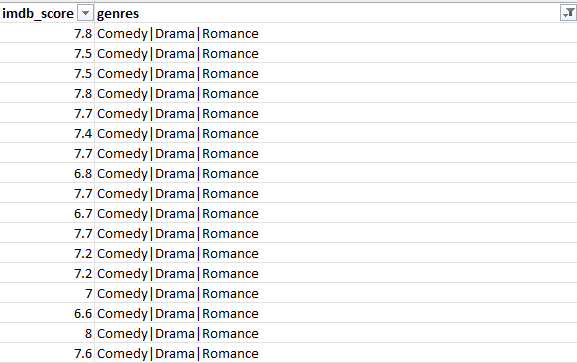 imdb_score genres
7.8 Comedy|Drama|Romance
7.5 Comedy|Drama|Romance
7.5 Comedy|Drama|Romance
7.8 Comedy|Drama|Romance
7.7 Comedy|Drama|Romance
7.4 Comedy|Drama|Romance
7.7 Comedy|Drama|Romance
6.8 Comedy|Drama|Romance
7.7 Comedy|Drama|Romance
6.7 Comedy|Drama|Romance
7.7 Comedy|Drama|Romance
7.2 Comedy|Drama|Romance
7.2 Comedy|Drama|Romance
7 Comedy|Drama|Romance
6.6 Comedy|Drama|Romance
8 Comedy|Drama|Romance
7.6 Comedy|Drama|Romance